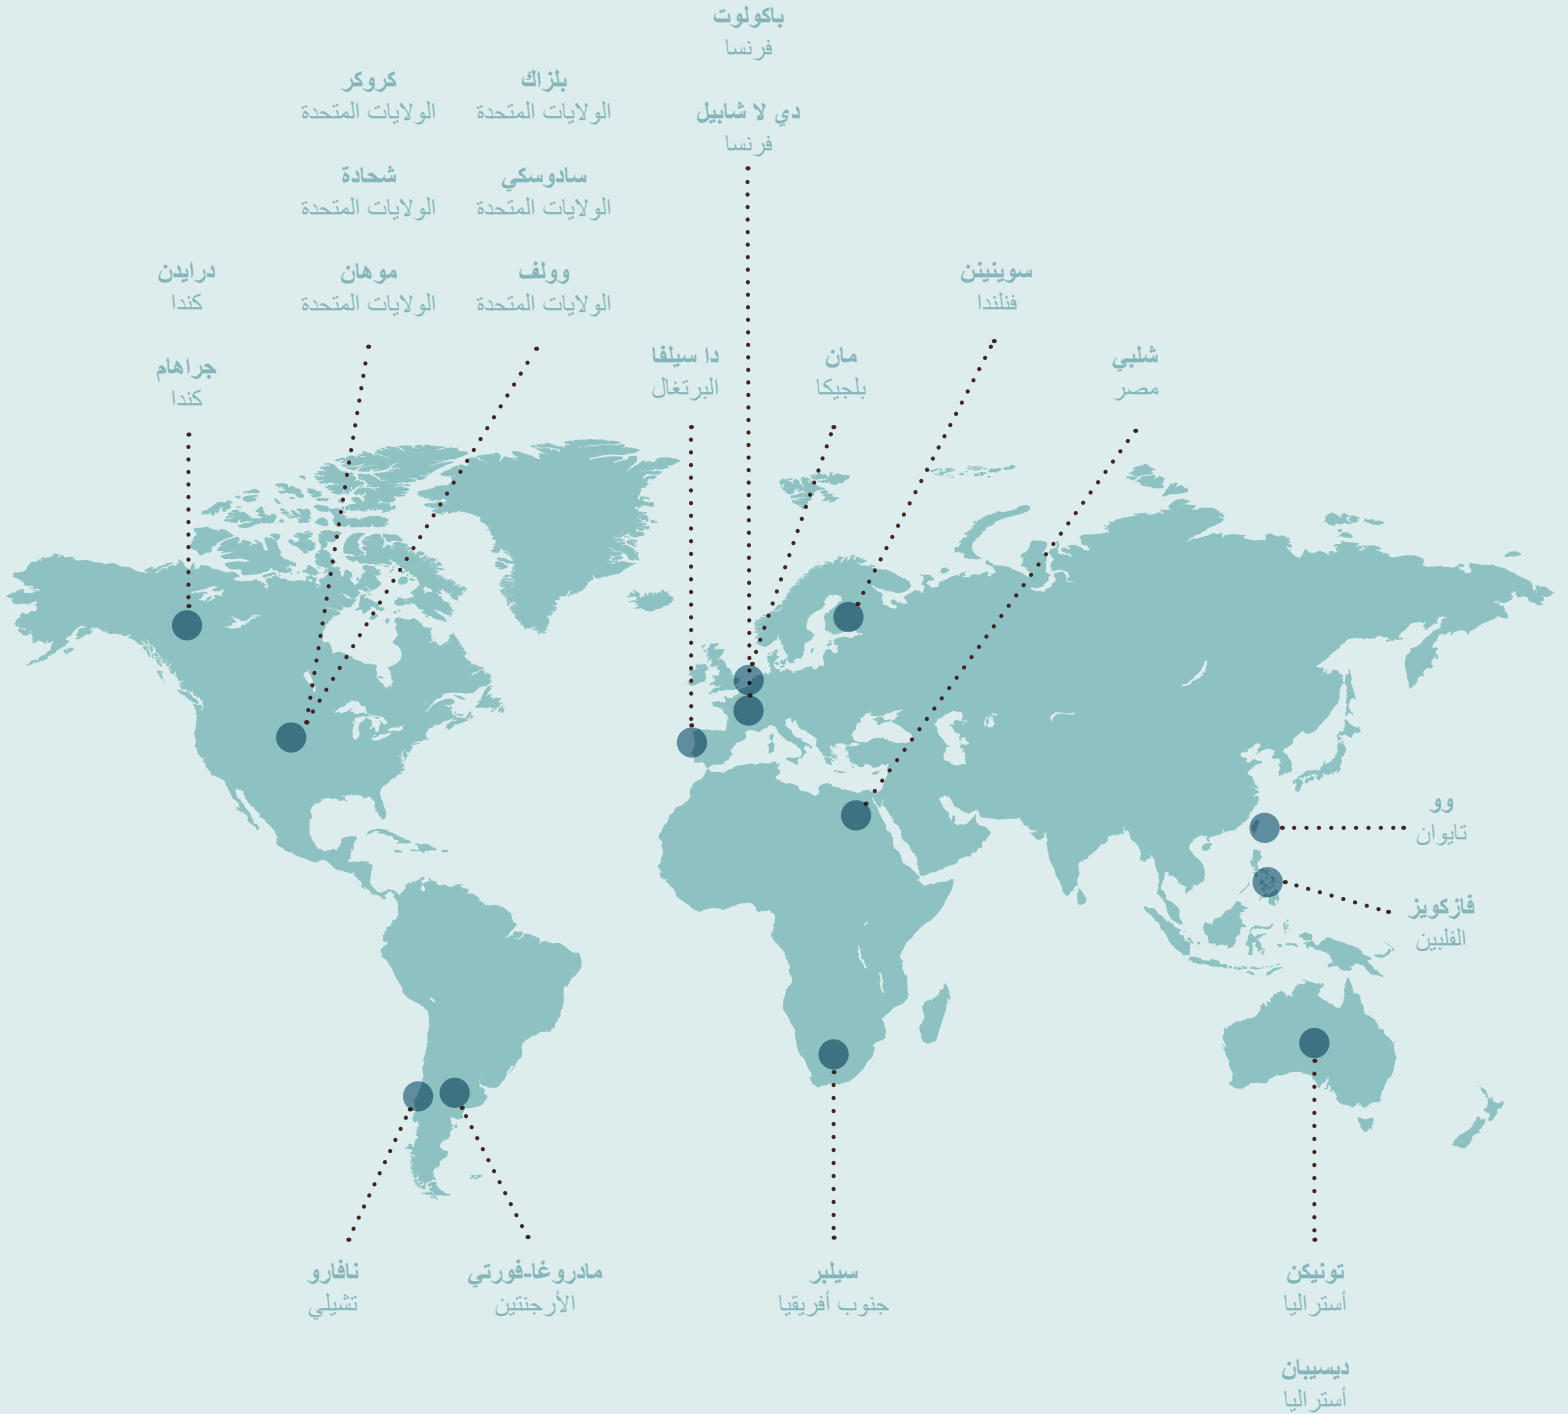 باكولوت
فرنسا
دي لا شابيل
فرنسا
بلزاك
الولايات المتحدة
كروكر
الولايات المتحدة
سادوسكي
الولايات المتحدة
شحادة
الولايات المتحدة
وولف
الولايات المتحدة
موهان
الولايات المتحدة
درايدن
كندا
جراهام
كندا
سوينينن
فنلندا
شلبي
مصر
مان
بلجيكا
دا سيلفا
البرتغال
وو
تايوان
فازكويز
الفلبين
تونيكن
أستراليا
ديسيبان
أستراليا
سيلبر
جنوب أفريقيا
مادروغا-فورتي
الأرجنتين
نافارو
تشيلي